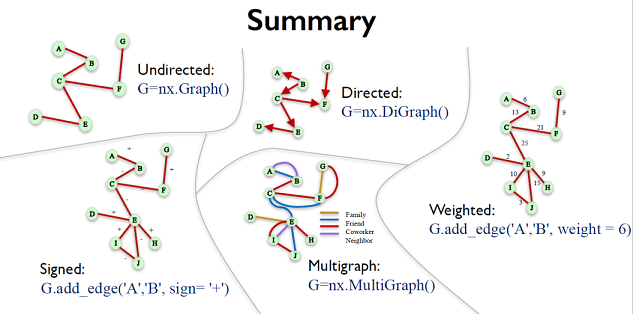 Summary
Undirected:
G=nx.Graph()
A
B
C
D
E
F
G
Directed:
G=nx.DiGraph()
A
B
C
D
E
F
G
Weighted:
G.add_edge('A','B', weight = 6)
A
B
C
D
E
F
G
H
I
J
6
13
21
9
25
2
10
15
9
3
Signed:
G.add_edge('A','B', sign= '+')
A
B
C
D
E
F
G
H
I
J
Multigraph:
G=nx.MultiGraph()
A
B
C
D
E
F
G
H
I
J
Family
Friend
Coworker
Neighbor